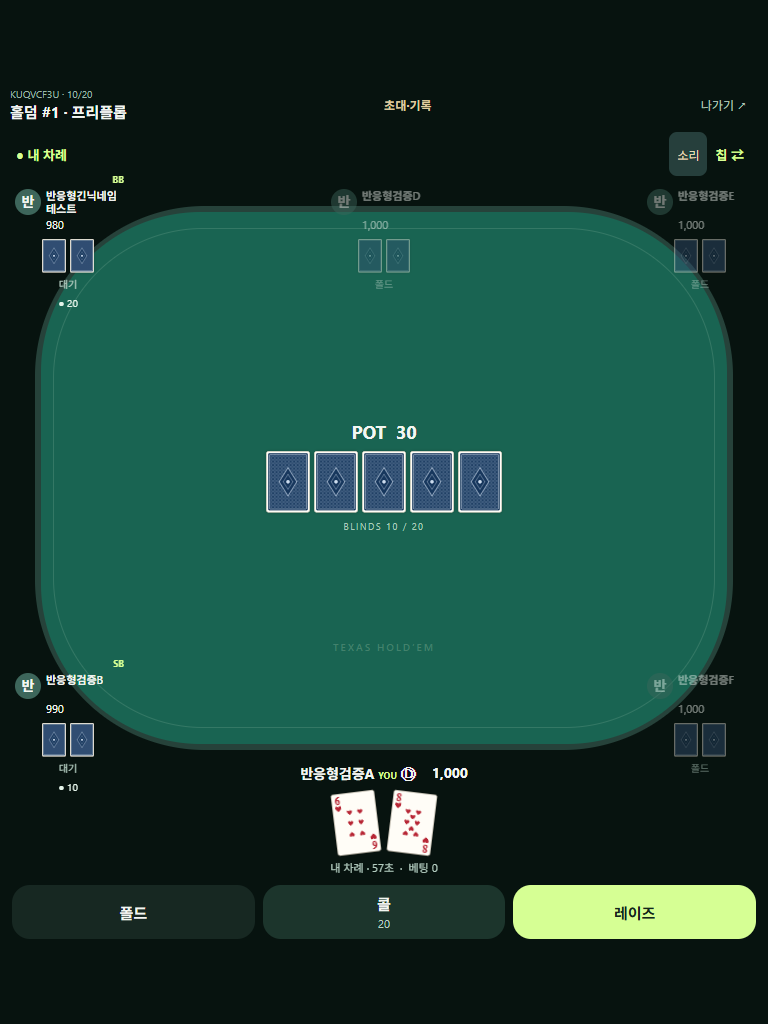 KUQVCF3U · 10/20
홀덤 #1 · 프리플롭
초대·기록
나가기 ↗
● 내 차례
소리
칩 ⇄
BB
반
반응형긴닉네임
테스트
980
대기
● 20
반
반응형검증D
1,000
폴드
반
반응형검증E
1,000
폴드
POT 30
BLINDS 10 / 20
TEXAS HOLD'EM
SB
반
반응형검증B
990
대기
● 10
반
반응형검증F
1,000
폴드
반응형검증A YOU D 1,000
6
6
8
8
내 차례 · 57초 · 베팅 0
폴드
콜
20
레이즈